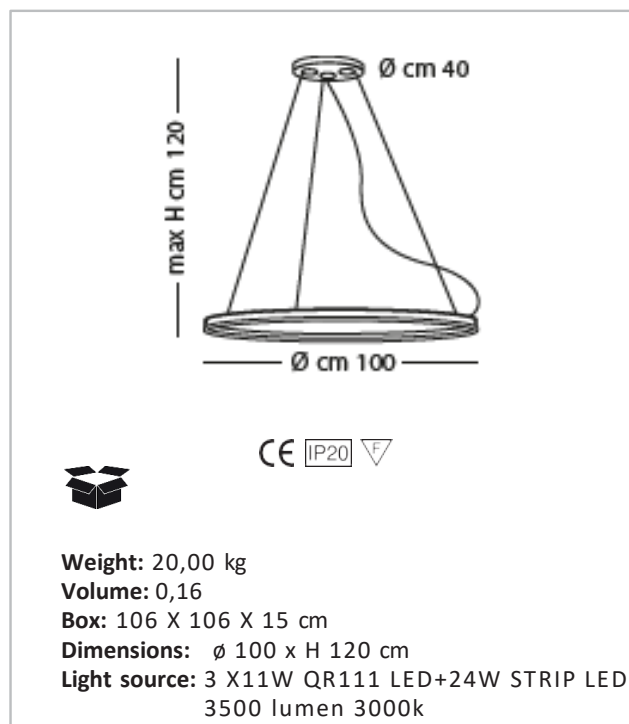 Ø cm 40
max H cm 120
Ø cm 100
CE IP20 F
Weight: 20,00 kg
Volume: 0,16
Box: 106 X 106 X 15 cm
Dimensions: ø 100 x H 120 cm
Light source: 3 X11W QR111 LED+24W STRIP LED
3500 lumen 3000k